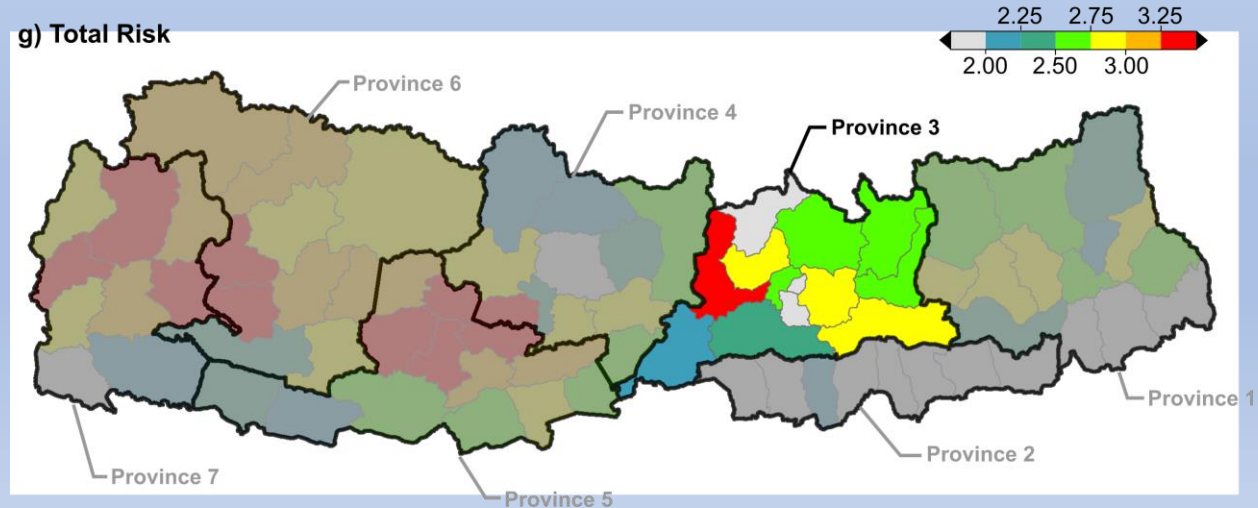 g) Total Risk
2.25 2.75 3.25
2.00 2.50 3.00
Province 6
Province 4
Province 3
Province 1
Province 2
Province 7
Province 5